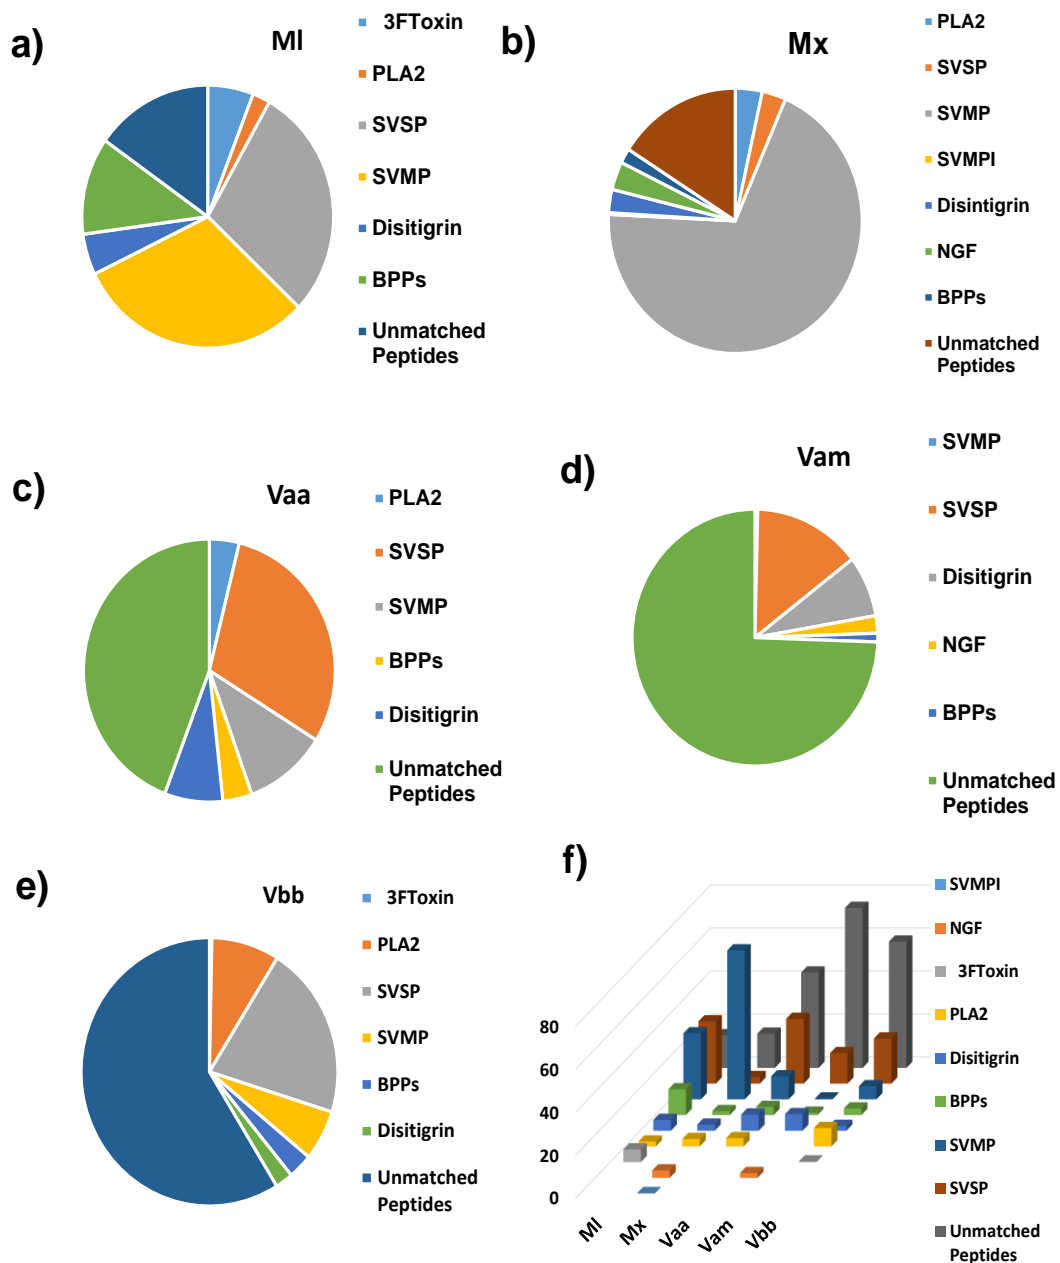 a)
Ml
3FToxin
PLA2
SVSP
SVMP
Disitigrin
BPPs
Unmatched
Peptides
b)
Mx
PLA2
SVSP
SVMP
SVMPI
Disintigrin
NGF
BPPs
Unmatched
Peptides
c)
Vaa
PLA2
SVSP
SVMP
BPPs
Disitigrin
Unmatched
Peptides
d)
Vam
SVMP
SVSP
Disitigrin
NGF
BPPs
Unmatched
Peptides
e)
Vbb
3FToxin
PLA2
SVSP
SVMP
BPPs
Disitigrin
Unmatched
Peptides
f)
80
60
40
20
0
Ml
Mx
Vaa
Vam
Vbb
SVMPI
NGF
3FToxin
PLA2
Disitigrin
BPPs
SVMP
SVSP
Unmatched
Peptides